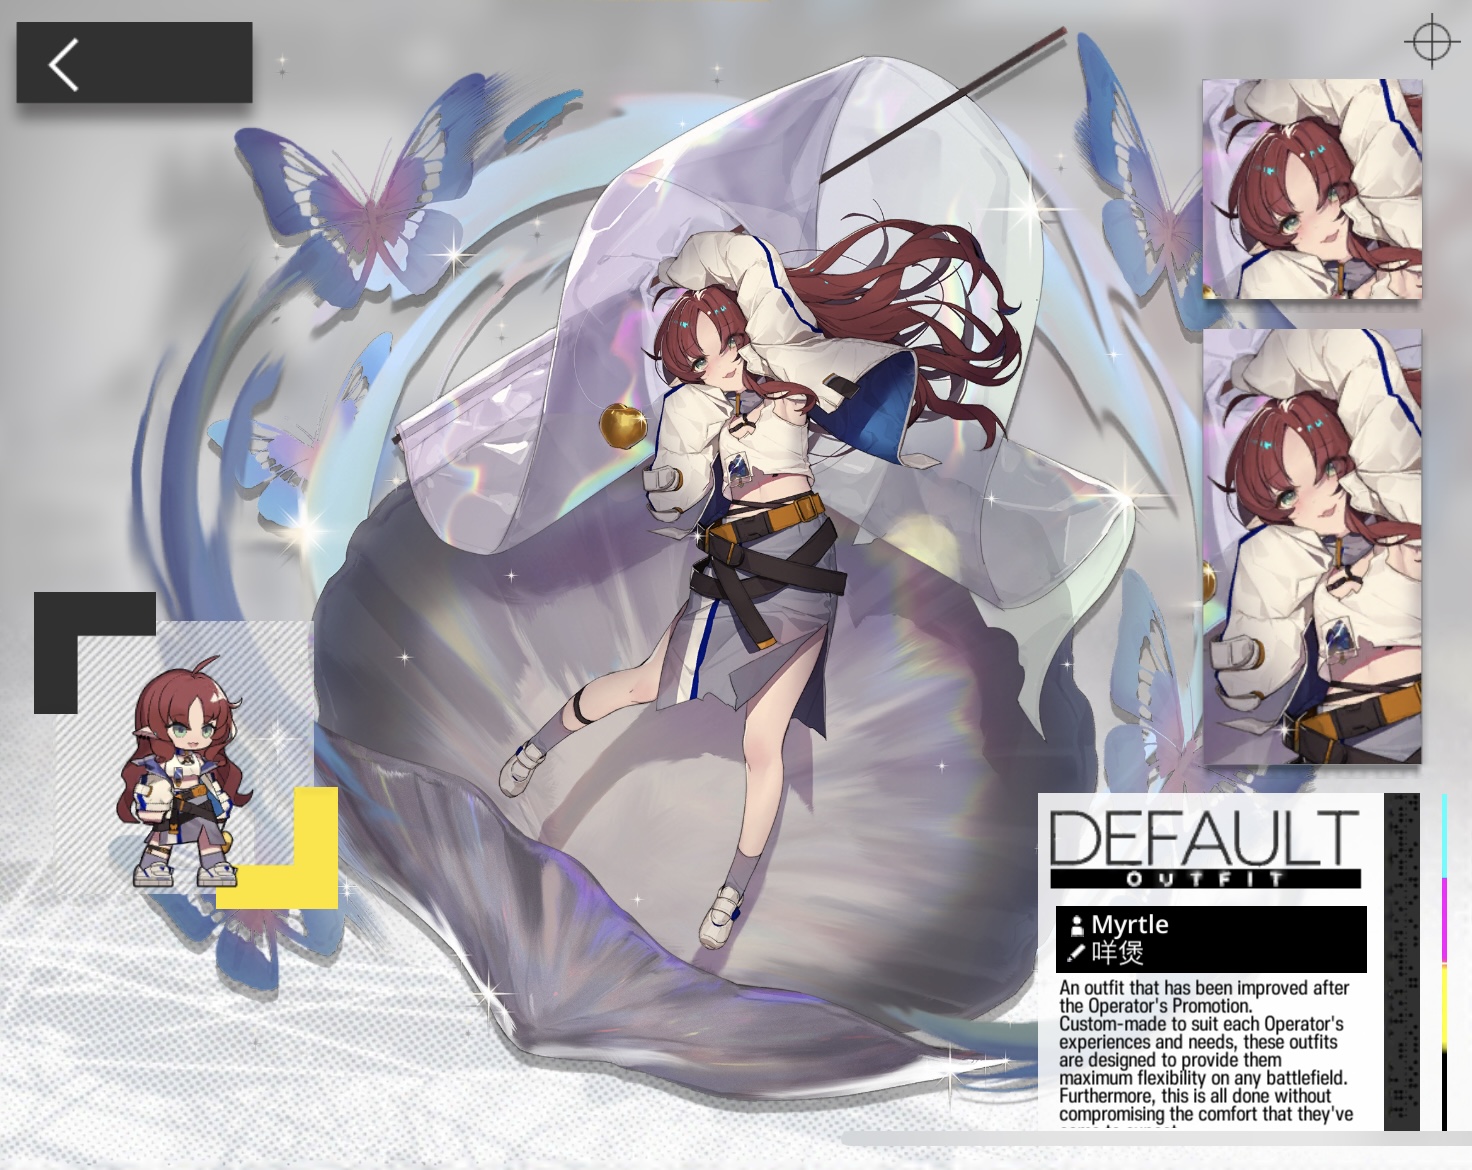 DEFAULT
OUTFIT
Myrtle
咩煲
An outfit that has been improved after
the Operator's Promotion.
Custom-made to suit each Operator's
experiences and needs, these outfits
are designed to provide them
maximum flexibility on any battlefield.
Furthermore, this is all done without
compromising the comfort that they've